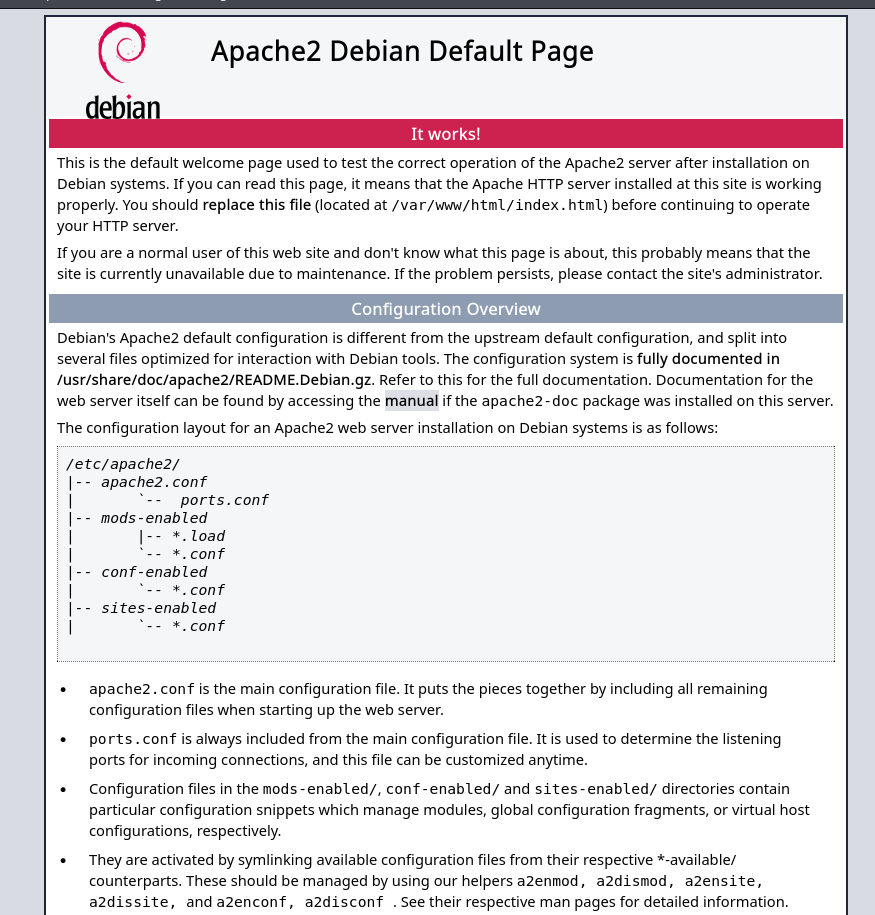 debian
Apache2 Debian Default Page
It works!
This is the default welcome page used to test the correct operation of the Apache2 server after installation on
Debian systems. If you can read this page, it means that the Apache HTTP server installed at this site is working
properly. You should replace this file (located at /var/www/html/index.html) before continuing to operate
your HTTP server.
If you are a normal user of this web site and don't know what this page is about, this probably means that the
site is currently unavailable due to maintenance. If the problem persists, please contact the site's administrator.
Configuration Overview
Debian's Apache2 default configuration is different from the upstream default configuration, and split into
several files optimized for interaction with Debian tools. The configuration system is fully documented in
/usr/share/doc/apache2/README.Debian.gz. Refer to this for the full documentation. Documentation for the
web server itself can be found by accessing the manual if the apache2-doc package was installed on this server.
The configuration layout for an Apache2 web server installation on Debian systems is as follows:
/etc/apache2/
|-- apache2.conf
|       `--  ports.conf
|-- mods-enabled
|       |-- *.load
|       `-- *.conf
|-- conf-enabled
|       `-- *.conf
|-- sites-enabled
|       `-- *.conf
• apache2.conf is the main configuration file. It puts the pieces together by including all remaining
configuration files when starting up the web server.
• ports.conf is always included from the main configuration file. It is used to determine the listening
ports for incoming connections, and this file can be customized anytime.
• Configuration files in the mods-enabled/, conf-enabled/ and sites-enabled/ directories contain
particular configuration snippets which manage modules, global configuration fragments, or virtual host
configurations, respectively.
• They are activated by symlinking available configuration files from their respective *-available/
counterparts. These should be managed by using our helpers a2enmod, a2dismod, a2ensite,
a2dissite, and a2enconf, a2disconf . See their respective man pages for detailed information.